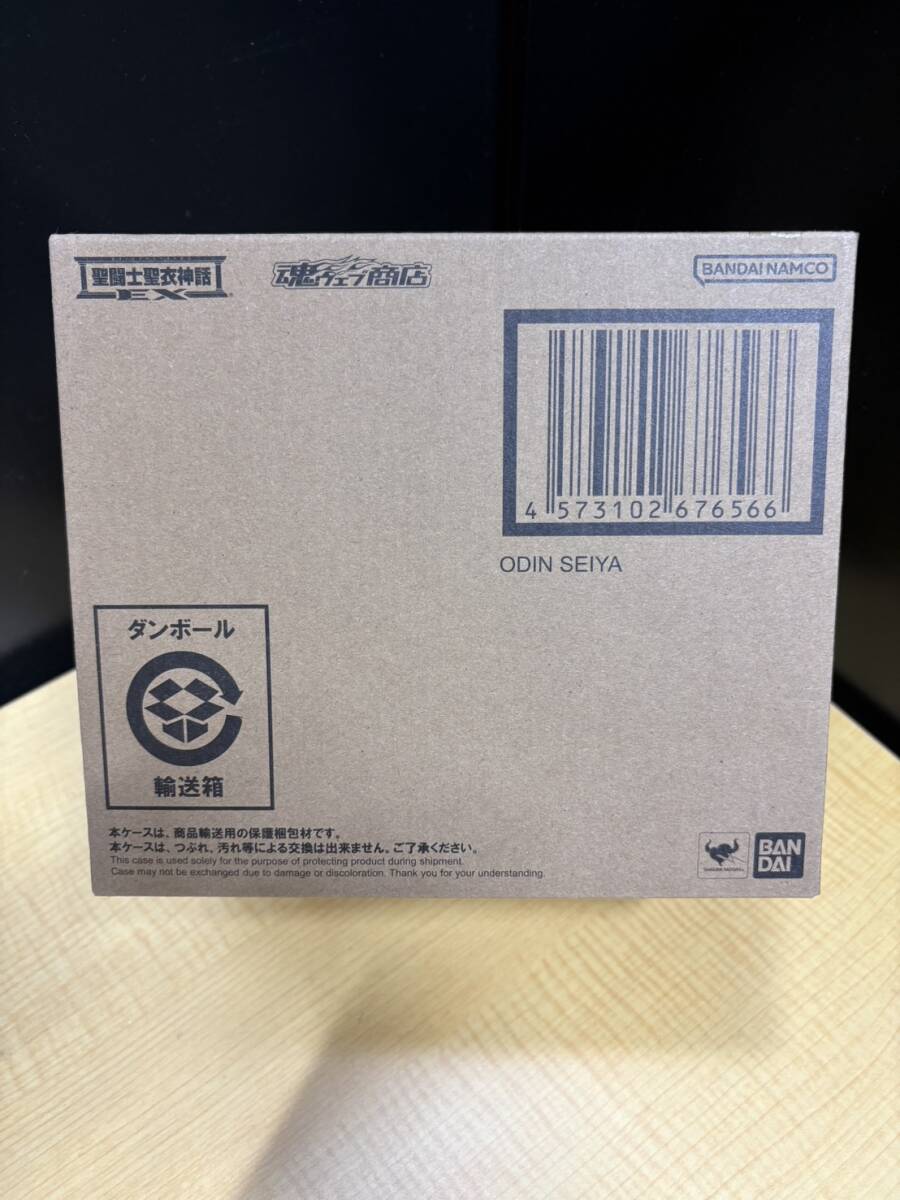 聖闘士聖衣神話
EX
魂ウェブ商店
BANDAI NAMCO
4 573102 676566
ODIN SEIYA
ダンボール
輸送箱
本ケースは、商品輸送用の保護梱包材です。
本ケースは、つぶれ、汚れ等による交換は出来ません。ご了承ください。
This case is used solely for the purpose of protecting product during shipment.
Case may not be exchanged due to damage or discoloration. Thank you for your understanding.
BAN
DAI